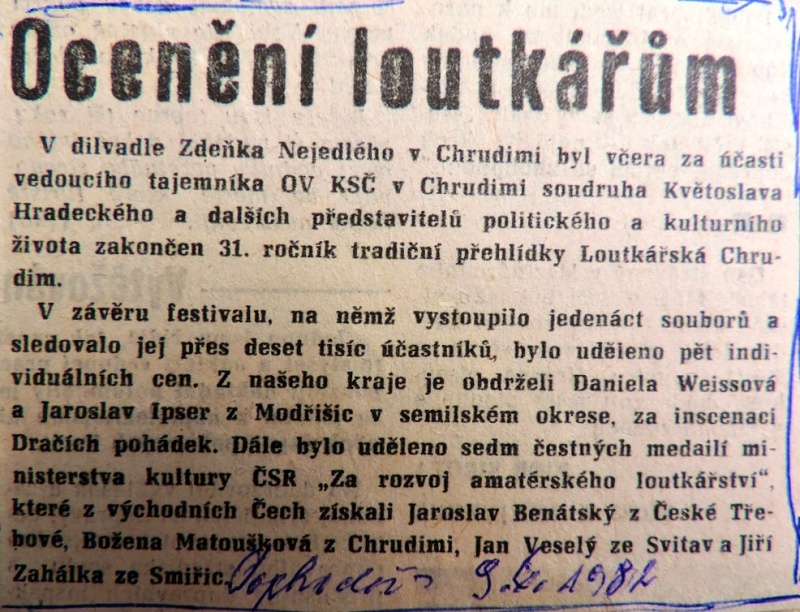 Ocenění loutkářům
V dilvadle Zdeňka Nejedlého v Chrudimi byl včera za účasti
vedoucího tajemníka OV KSČ v Chrudimi soudruha Květoslava
Hradeckého a dalších představitelů politického a kulturního
života zakončen 31. ročník tradiční přehlídky Loutkářská Chru-
dim.
V závěru festivalu, na němž vystoupilo jedenáct souborů a
sledovalo jej přes deset tisíc účastníků, bylo uděleno pět indi-
viduálních cen. Z našeho kraje je obdrželi Daniela Weissová
a Jaroslav Ipser z Modřišic v semilském okrese, za inscenaci
Dračích pohádek. Dále bylo uděleno sedm čestných medailí mi-
nisterstva kultury ČSR „Za rozvoj amatérského loutkářství“,
které z východních Čech získali Jaroslav Benátský z České Tře-
bové, Božena Matoušková z Chrudimi, Jan Veselý ze Svitav a Jiří
Zahálka ze Smiřic.
1982